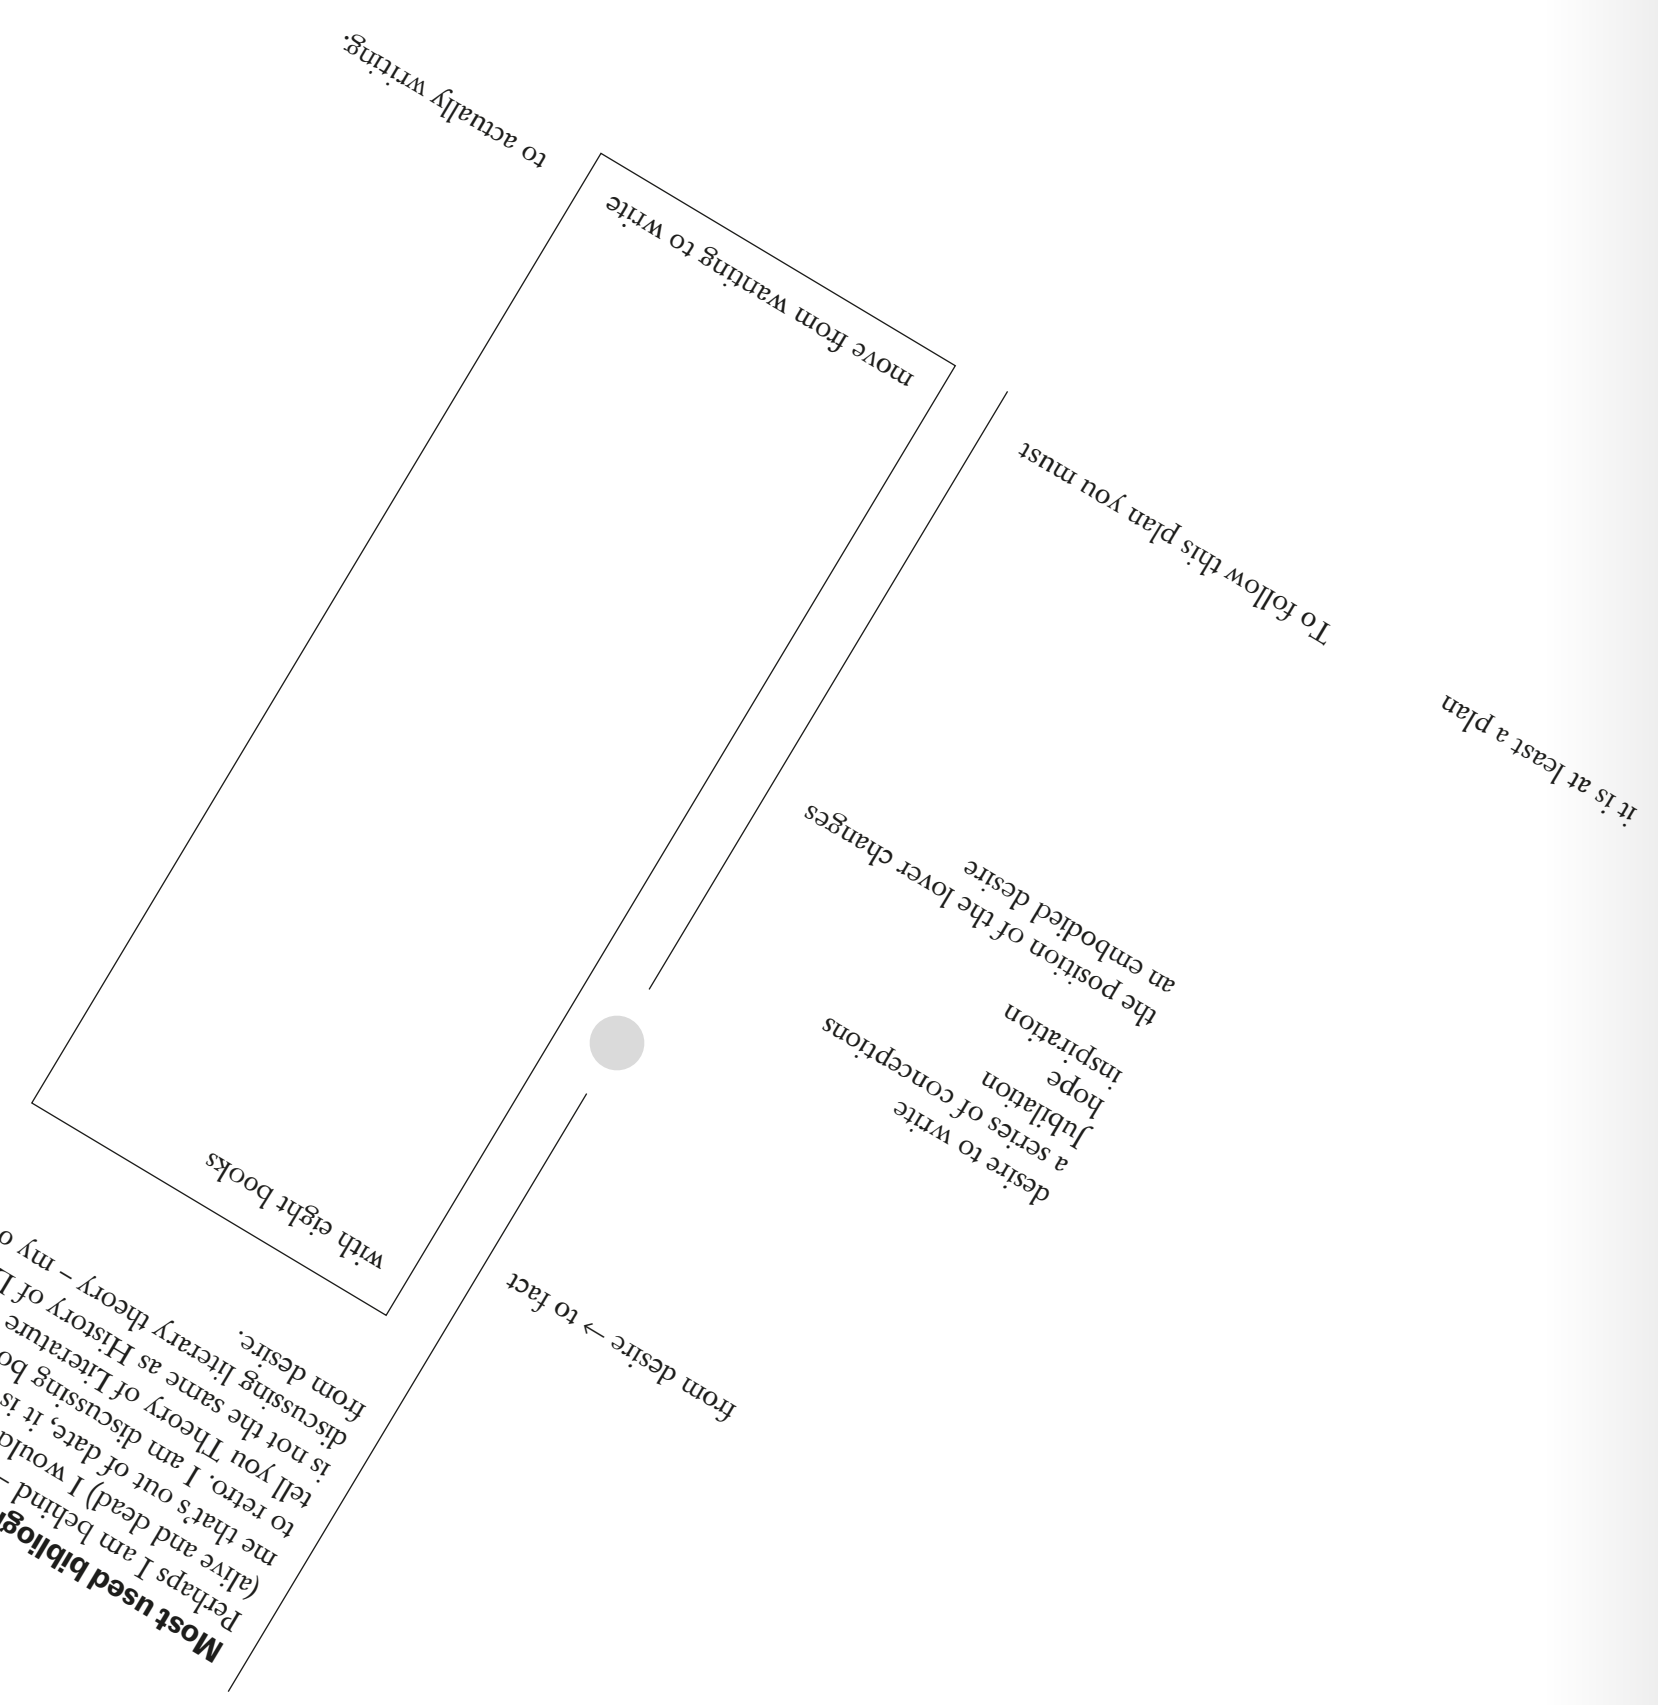 Most used
Perhaps I am behind –
(alive and dead) I would
me that's out of date, it is
to retro. I am discussing
tell you Theory of Literature
is not the same as History of
discussing literary theory – my
from desire.
from desire → to fact
with eight books
desire to write
a series of conceptions
Jubilation
hope
inspiration
the position of the lover changes
an embodied desire
it is at least a plan
To follow this plan you must
move from wanting to write
to actually writing.